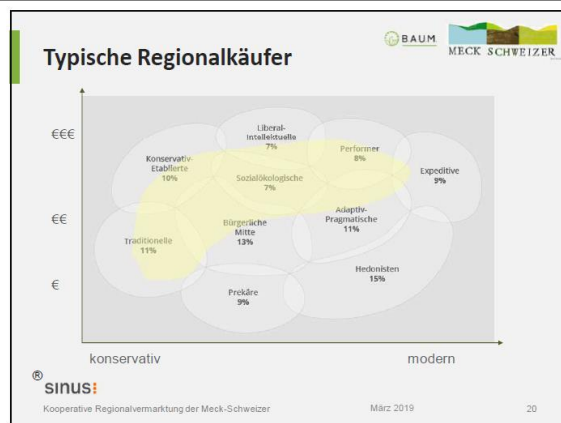 Typische Regionalkäufer
BAUM
MECK SCHWEIZER
€€€
€€
€
Liberal-
Intellektuelle
7%
Konservativ-
Etablierte
10%
Performer
8%
Sozialökologische
7%
Expeditive
9%
Bürgerliche
Mitte
13%
Adaptiv-
Pragmatische
11%
Traditionelle
11%
Hedonisten
15%
Prekäre
9%
konservativ
modern
®
sinus:
Kooperative Regionalvermarktung der Meck-Schweizer
März 2019
20